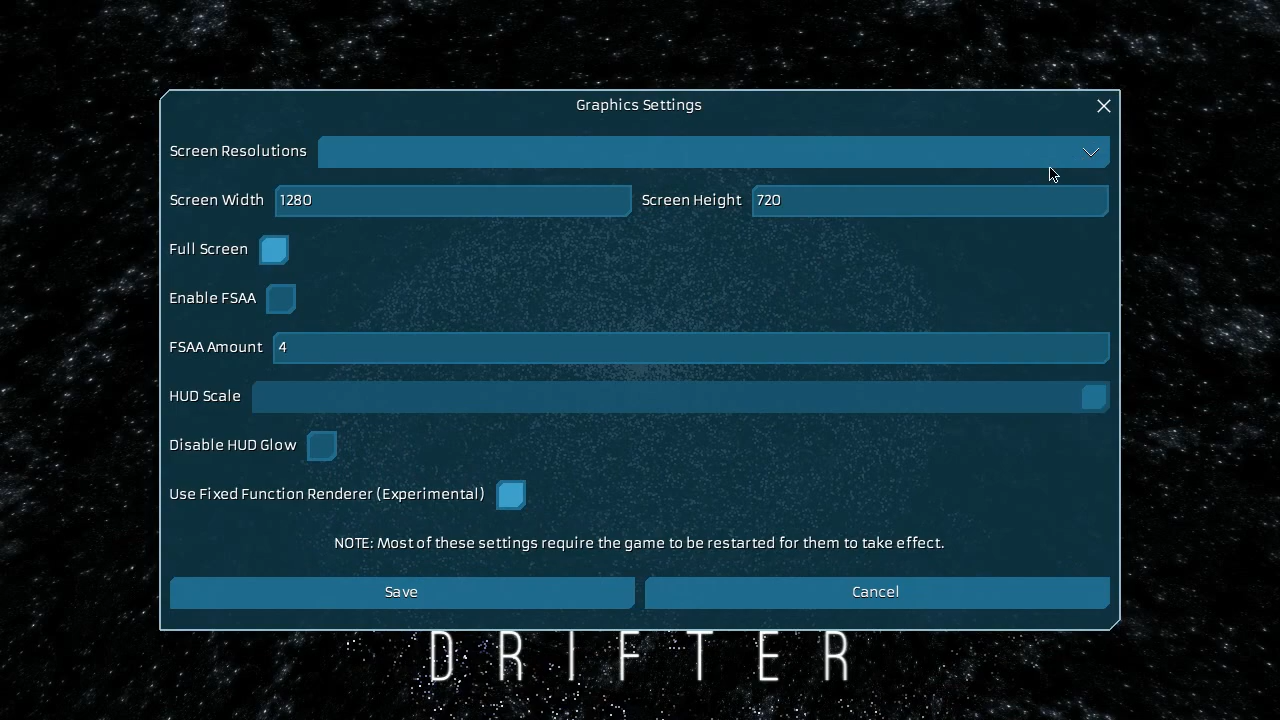 Graphics Settings
Screen Resolutions
Screen Width 1280 Screen Height 720
Full Screen
Enable FSAA
FSAA Amount 4
HUD Scale
Disable HUD Glow
Use Fixed Function Renderer (Experimental)
NOTE: Most of these settings require the game to be restarted for them to take effect.
Save Cancel
DRIFTER